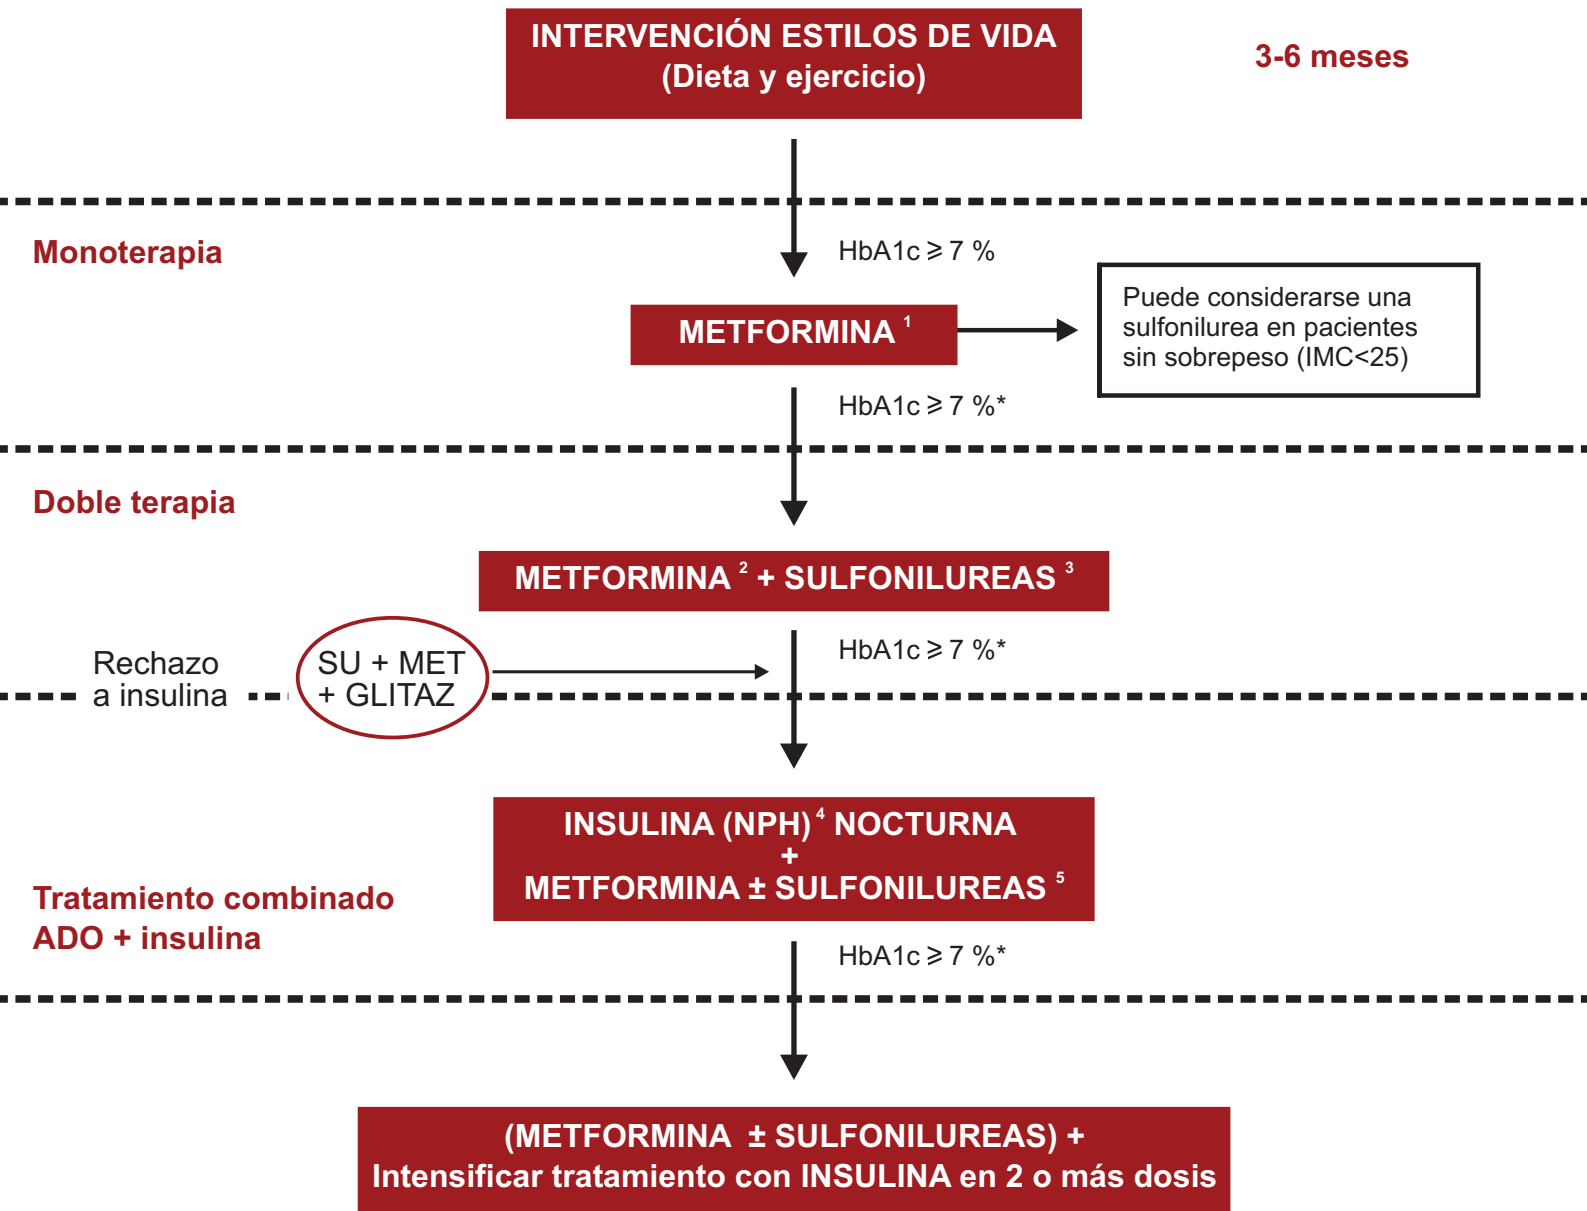 INTERVENCIÓN ESTILOS DE VIDA
(Dieta y ejercicio)
3-6 meses
Monoterapia
HbA1c ⩾ 7 %
METFORMINA ¹
Puede considerarse una
sulfonilurea en pacientes
sin sobrepeso (IMC<25)
HbA1c ⩾ 7 %*
Doble terapia
METFORMINA ² + SULFONILUREAS ³
HbA1c ⩾ 7 %*
Rechazo
a insulina
SU + MET
+ GLITAZ
INSULINA (NPH) ⁴ NOCTURNA
+
METFORMINA ± SULFONILUREAS ⁵
Tratamiento combinado
ADO + insulina
HbA1c ⩾ 7 %*
(METFORMINA ± SULFONILUREAS) +
Intensificar tratamiento con INSULINA en 2 o más dosis